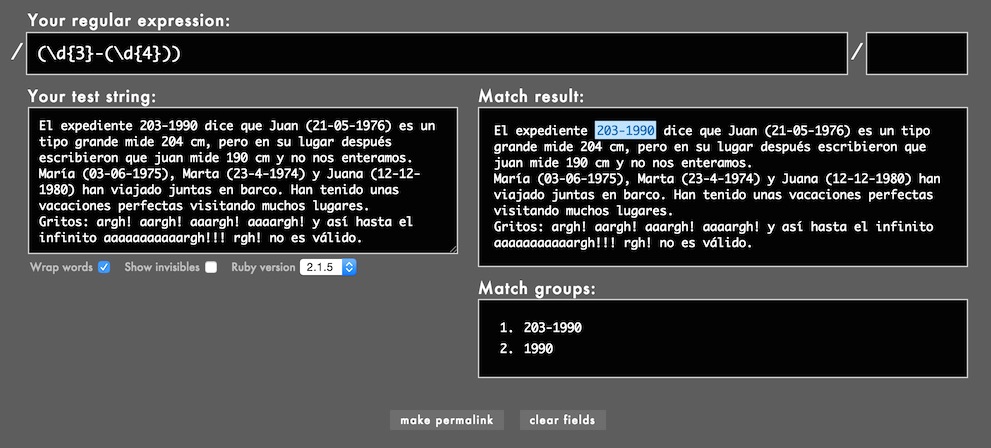 Your regular expression:
/ (\d{3}-(\d{4})) /
Your test string:
El expediente 203-1990 dice que Juan (21-05-1976) es un
tipo grande mide 204 cm, pero en su lugar después
escribieron que juan mide 190 cm y no nos enteramos.
María (03-06-1975), Marta (23-4-1974) y Juana (12-12-
1980) han viajado juntas en barco. Han tenido unas
vacaciones perfectas visitando muchos lugares.
Gritos: argh! aargh! aaargh! aaaargh! y así hasta el
infinito aaaaaaaaaaargh!!! rgh! no es válido.
Wrap words Show invisibles Ruby version 2.1.5
Match result:
El expediente 203-1990 dice que Juan (21-05-1976) es un tipo
grande mide 204 cm, pero en su lugar después escribieron que
juan mide 190 cm y no nos enteramos.
María (03-06-1975), Marta (23-4-1974) y Juana (12-12-1980) han
viajado juntas en barco. Han tenido unas vacaciones perfectas
visitando muchos lugares.
Gritos: argh! aargh! aaargh! aaaargh! y así hasta el infinito
aaaaaaaaaaargh!!! rgh! no es válido.
Match groups:
1. 203-1990
2. 1990
make permalink clear fields